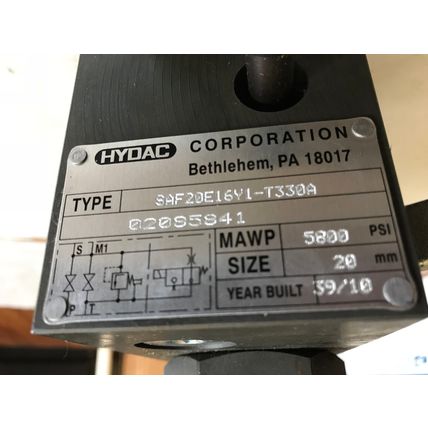 HYDAC CORPORATION
Bethlehem, PA 18017
TYPE SAF20E16Y1-T330A
02095841
S M1
P T
MAWP 5800 PSI
SIZE 20 mm
YEAR BUILT 39/10